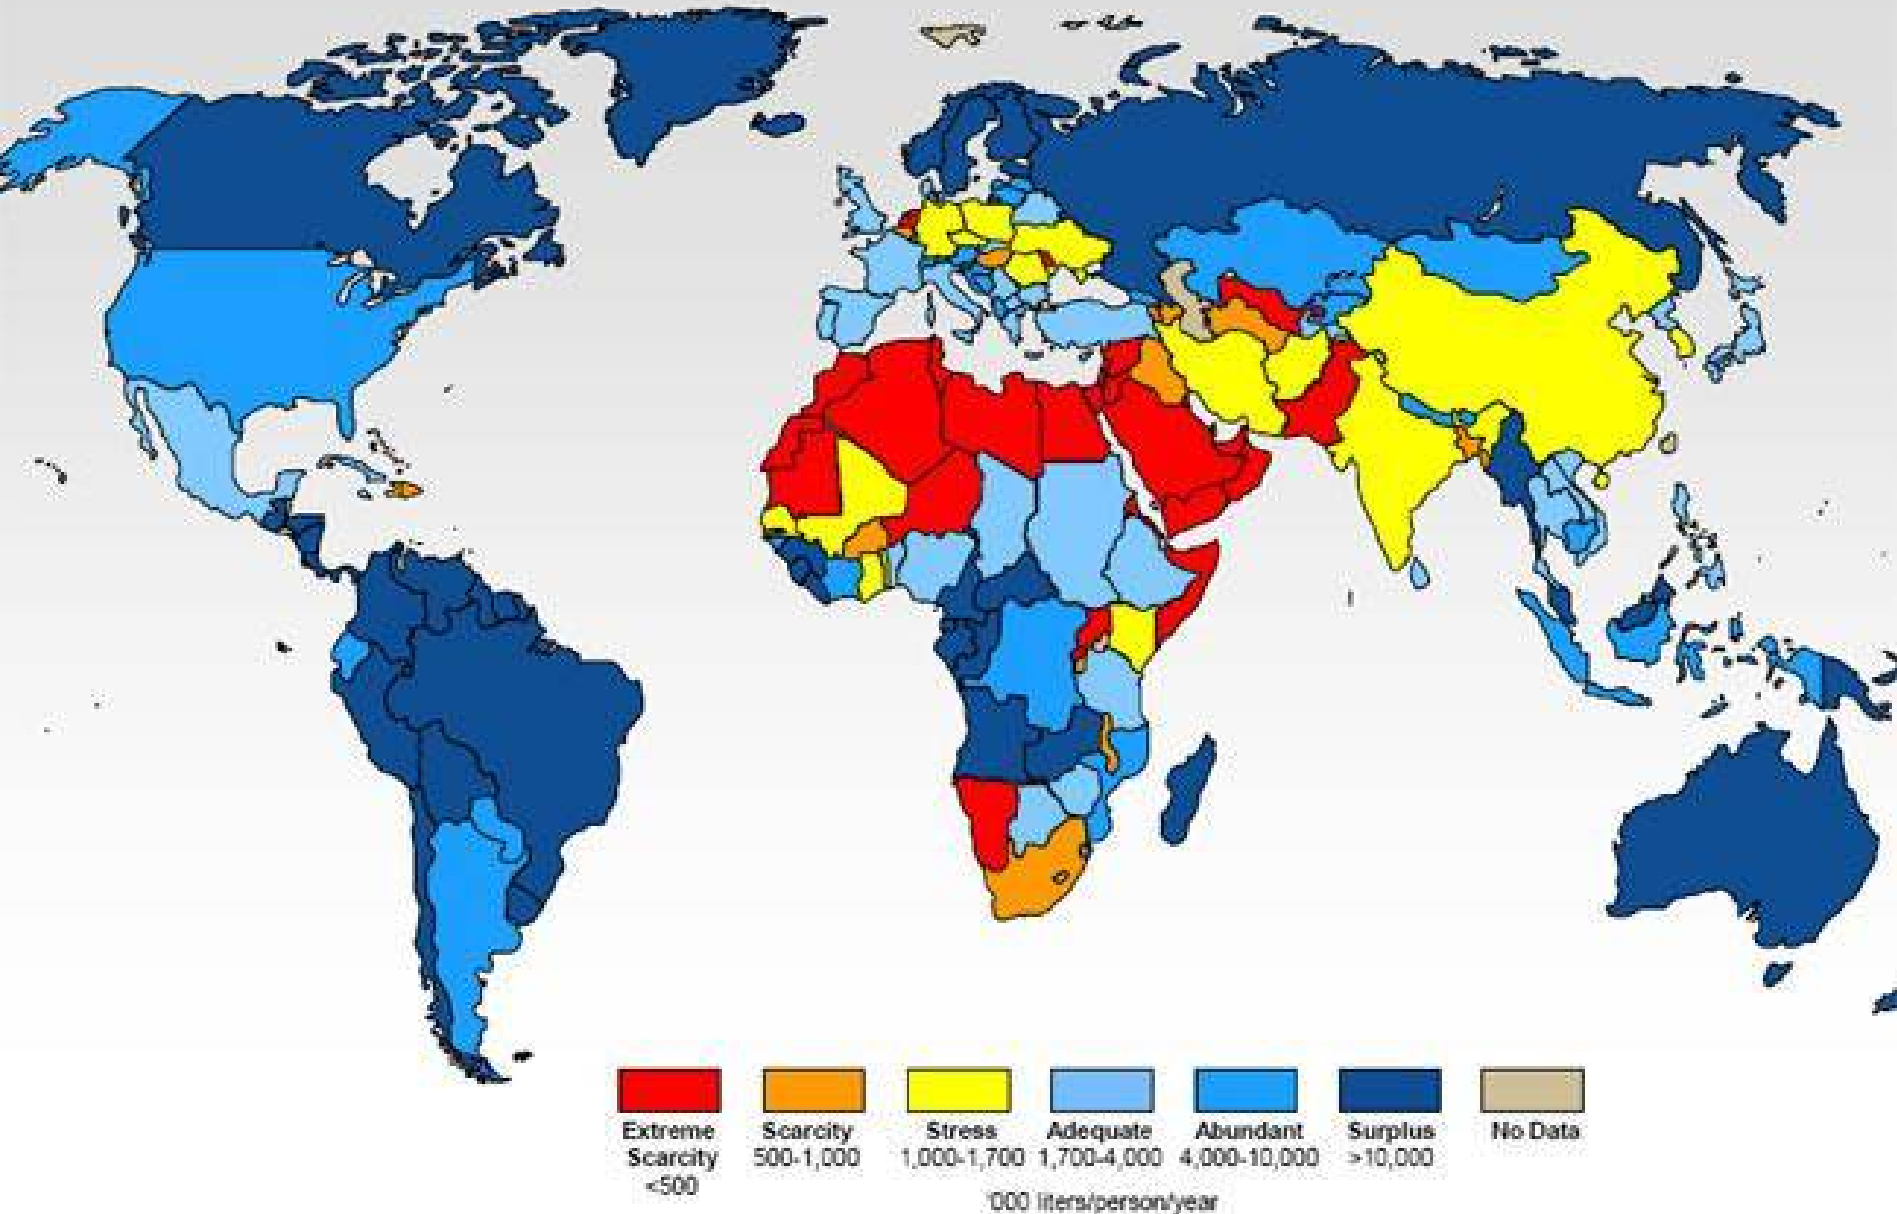 Extreme Scarcity Stress Adequate Abundant Surplus No Data
Scarcity 500-1,000 1,000-1,700 1,700-4,000 4,000-10,000 >10,000
<500
'000 liters/person/year